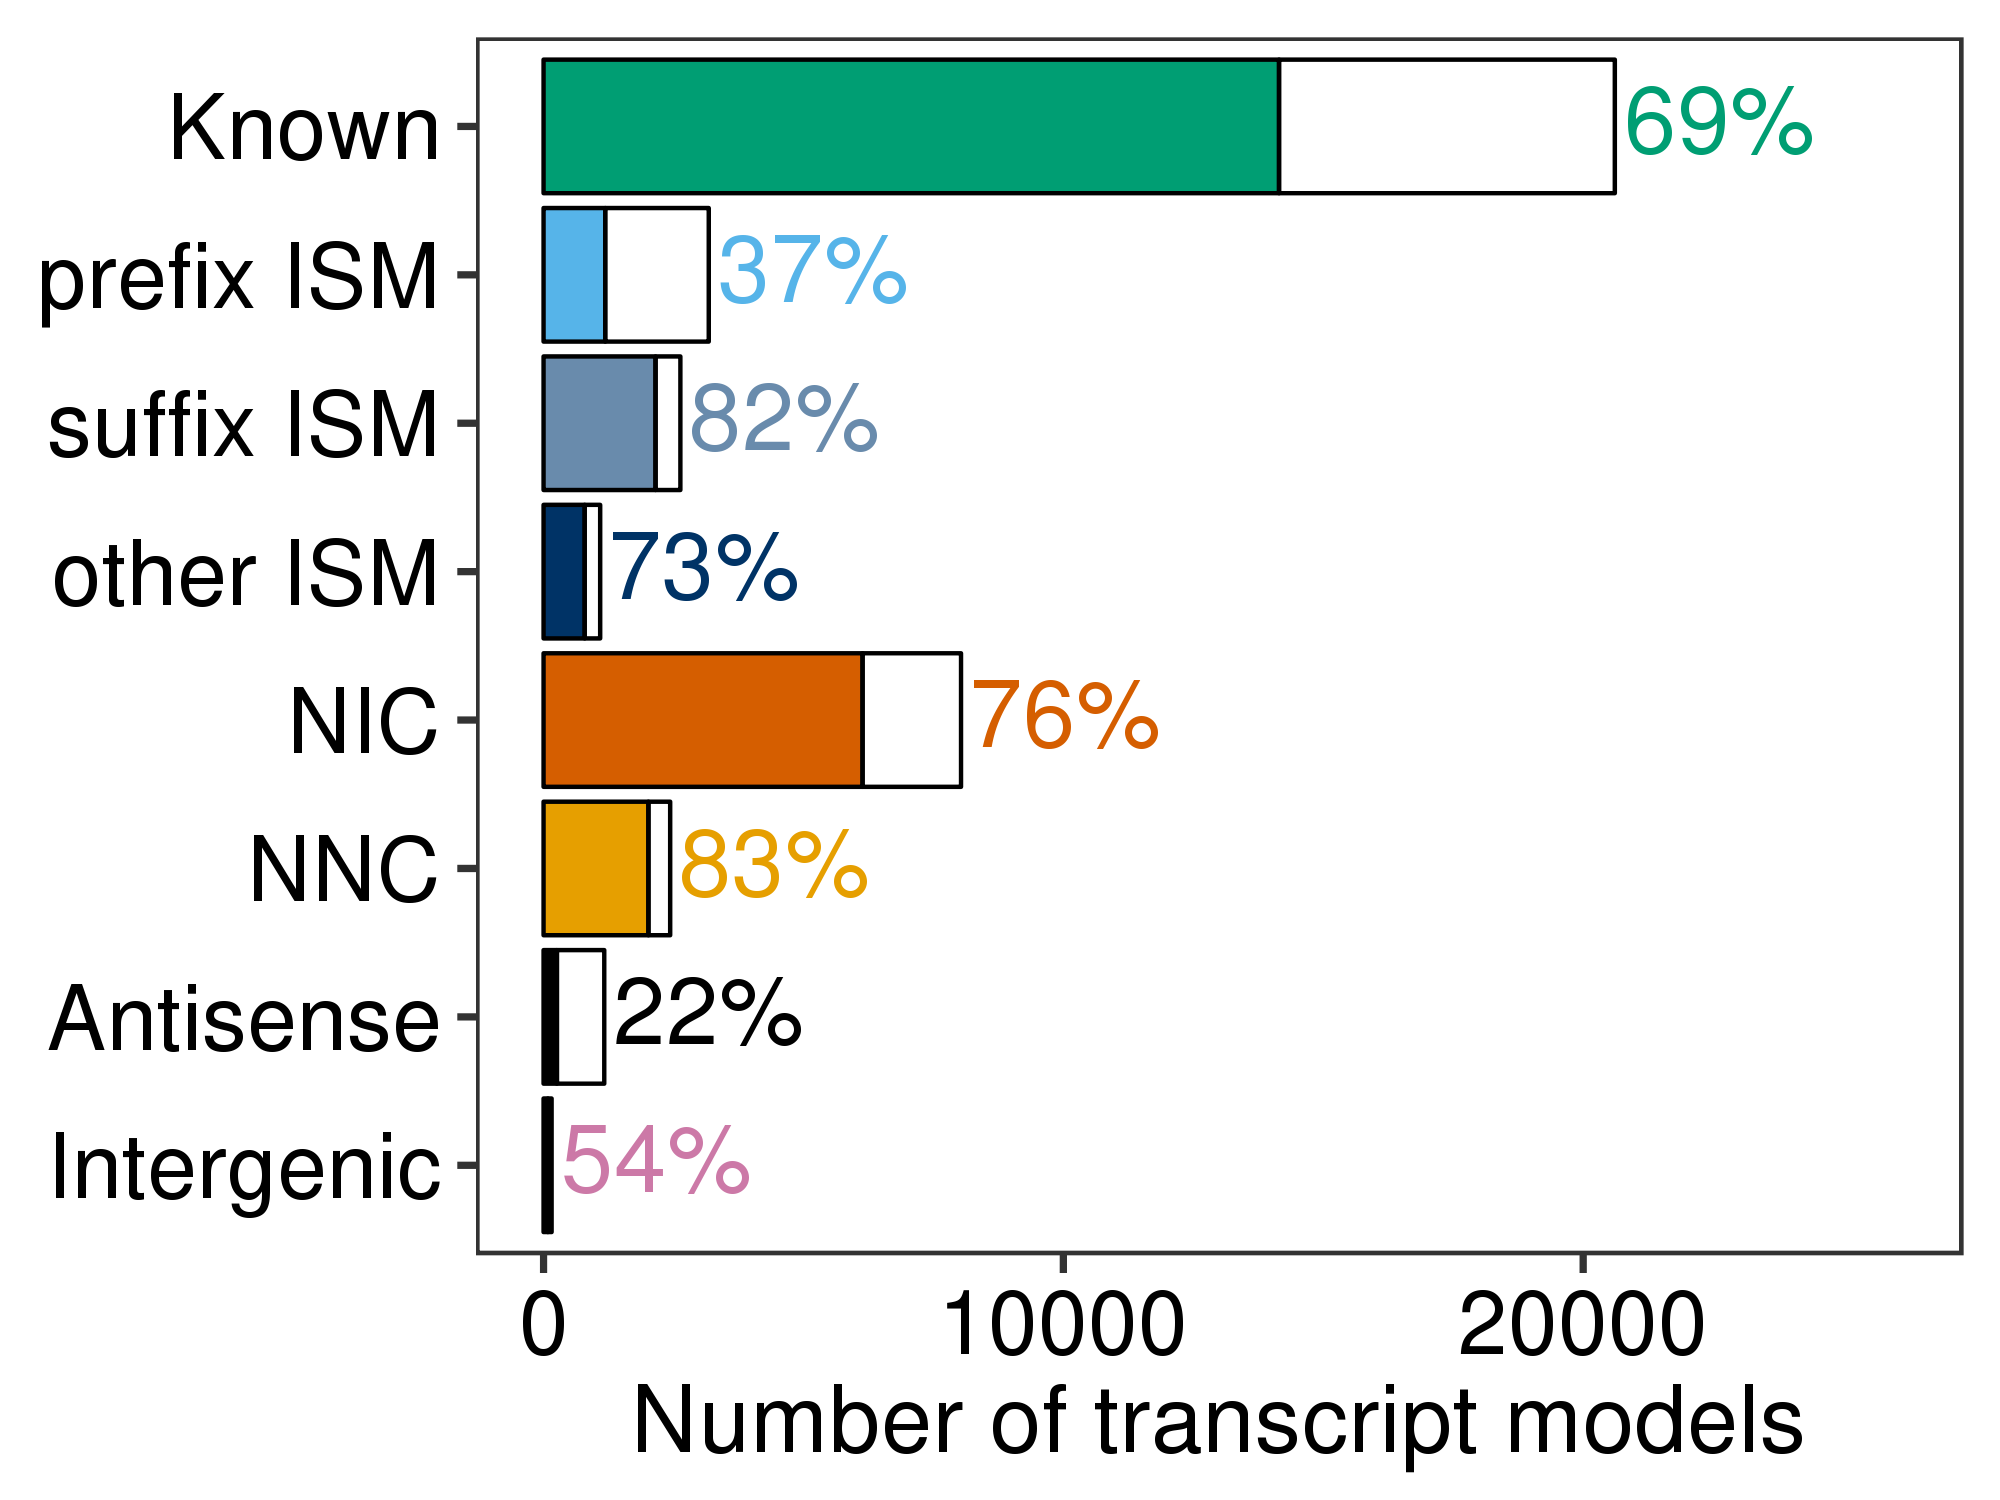 Known 69%
prefix ISM 37%
suffix ISM 82%
other ISM 73%
NIC 76%
NNC 83%
Antisense 22%
Intergenic 54%
0 10000 20000
Number of transcript models